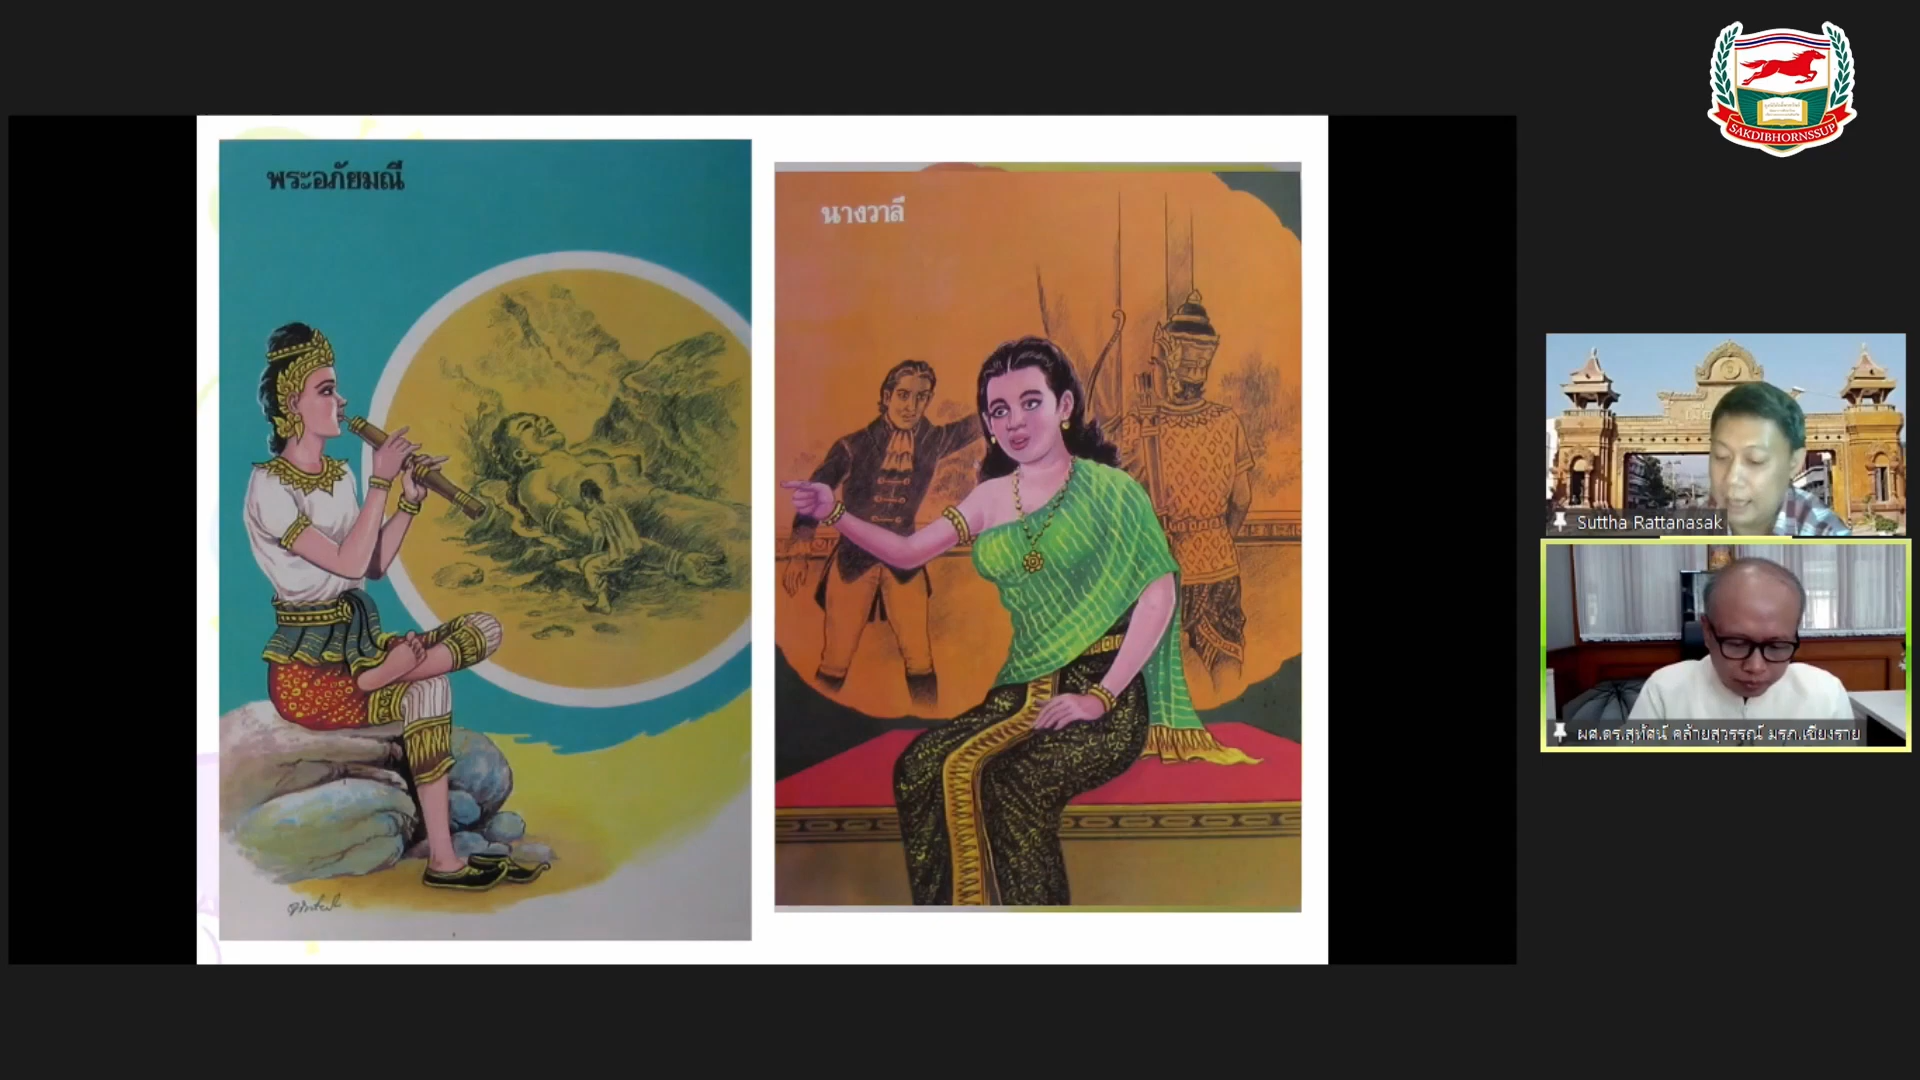 SAKDIBHORNSSUP
พระอภัยมณี
นางวาลี
Suttha Rattanasak
ผศ.ดร.สุทัศน์ คล้ายสุวรรณ์ มรภ.เชียงราย